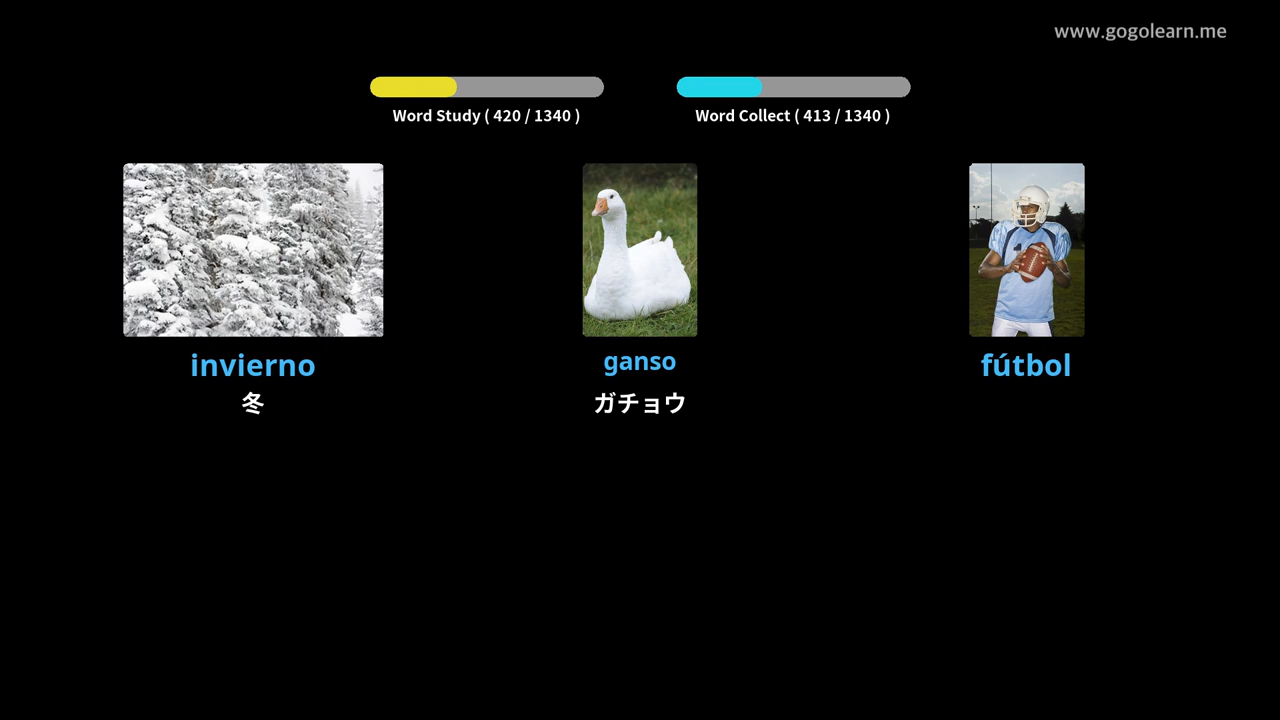 www.gogolearn.me
Word Study ( 420 / 1340 )
Word Collect ( 413 / 1340 )
invierno
冬
ganso
ガチョウ
fútbol